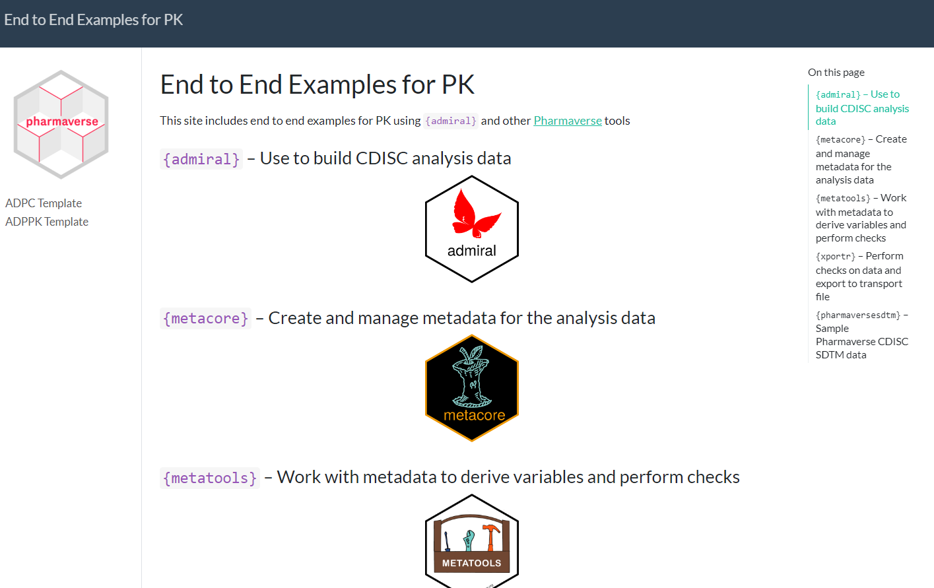 End to End Examples for PK
pharmaverse
ADPC Template
ADPPK Template
End to End Examples for PK
This site includes end to end examples for PK using {admiral} and other Pharmaverse tools
{admiral} – Use to build CDISC analysis data
admiral
{metacore} – Create and manage metadata for the analysis data
metacore
{metatools} – Work with metadata to derive variables and perform checks
METATOOLS
On this page
{admiral} – Use to
build CDISC analysis
data
{metacore} – Create
and manage
metadata for the
analysis data
{metatools} – Work
with metadata to
derive variables and
perform checks
{xportr} – Perform
checks on data and
export to transport
file
{pharmaversesdtm} –
Sample
Pharmaverse CDISC
SDTM data